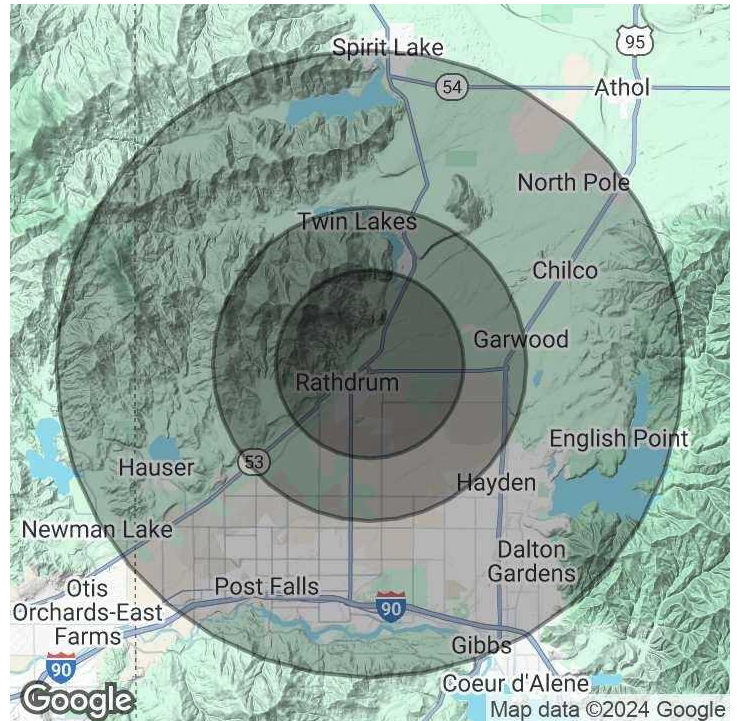 Spirit Lake
95
54
Athol
North Pole
Twin Lakes
Chilco
Garwood
Rathdrum
English Point
53
Hauser
Hayden
Newman Lake
Dalton
Gardens
Otis
Orchards-East
Farms
Post Falls
90
Gibbs
90
Coeur d'Alene
Google
Map data ©2024 Google